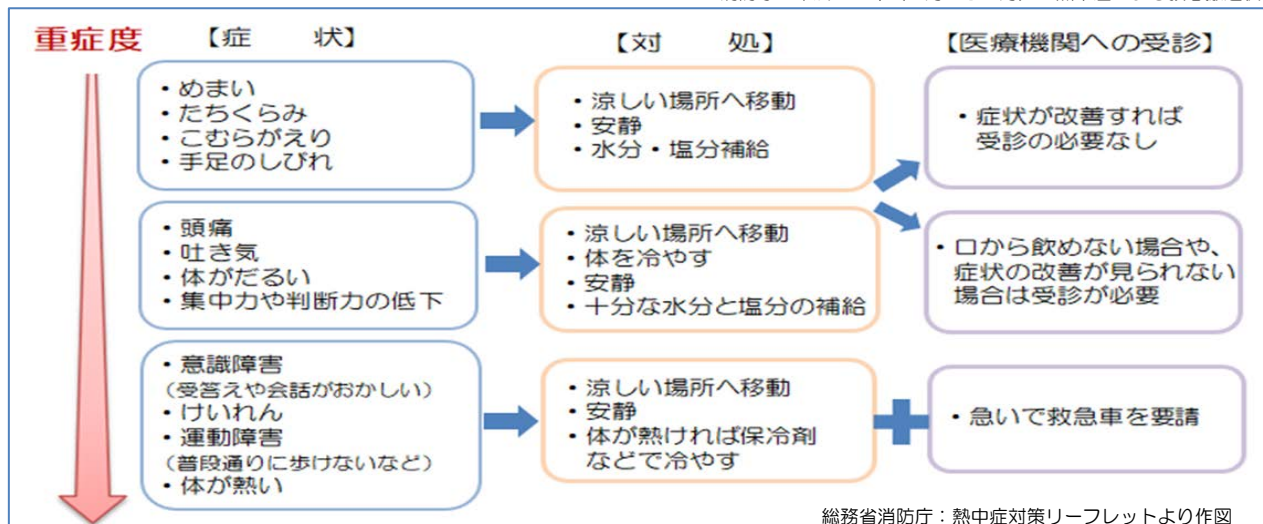 重症度
【症　　状】
【対　　処】
【医療機関への受診】
・めまい
・たちくらみ
・こむらがえり
・手足のしびれ
・涼しい場所へ移動
・安静
・水分・塩分補給
・症状が改善すれば
受診の必要なし
・頭痛
・吐き気
・体がだるい
・集中力や判断力の低下
・涼しい場所へ移動
・体を冷やす
・安静
・十分な水分と塩分の補給
・口から飲めない場合や、
症状の改善が見られない
場合は受診が必要
・意識障害
（受答えや会話がおかしい）
・けいれん
・運動障害
（普段通りに歩けないなど）
・体が熱い
・涼しい場所へ移動
・安静
・体が熱ければ保冷剤
などで冷やす
・急いで救急車を要請
総務省消防庁：熱中症対策リーフレットより作図